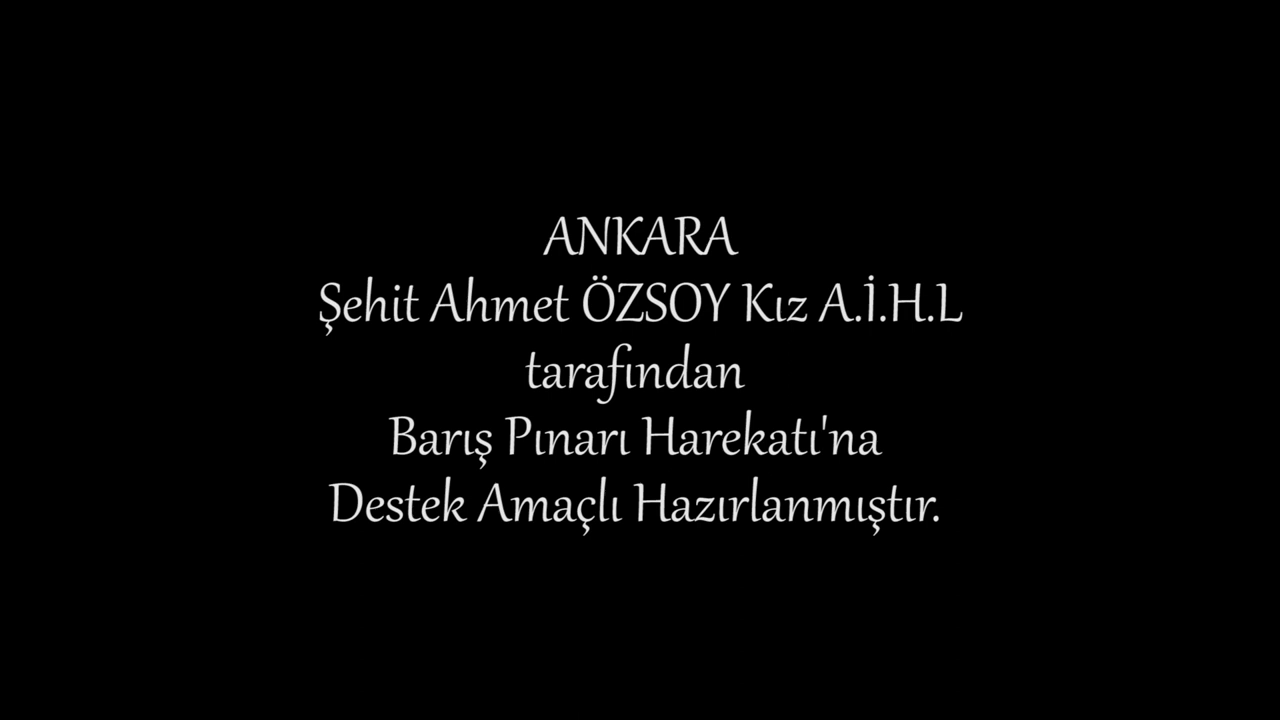 ANKARA
Şehit Ahmet ÖZSOY Kız A.İ.H.L
tarafından
Barış Pınarı Harekatı'na
Destek Amaçlı Hazırlanmıştır.